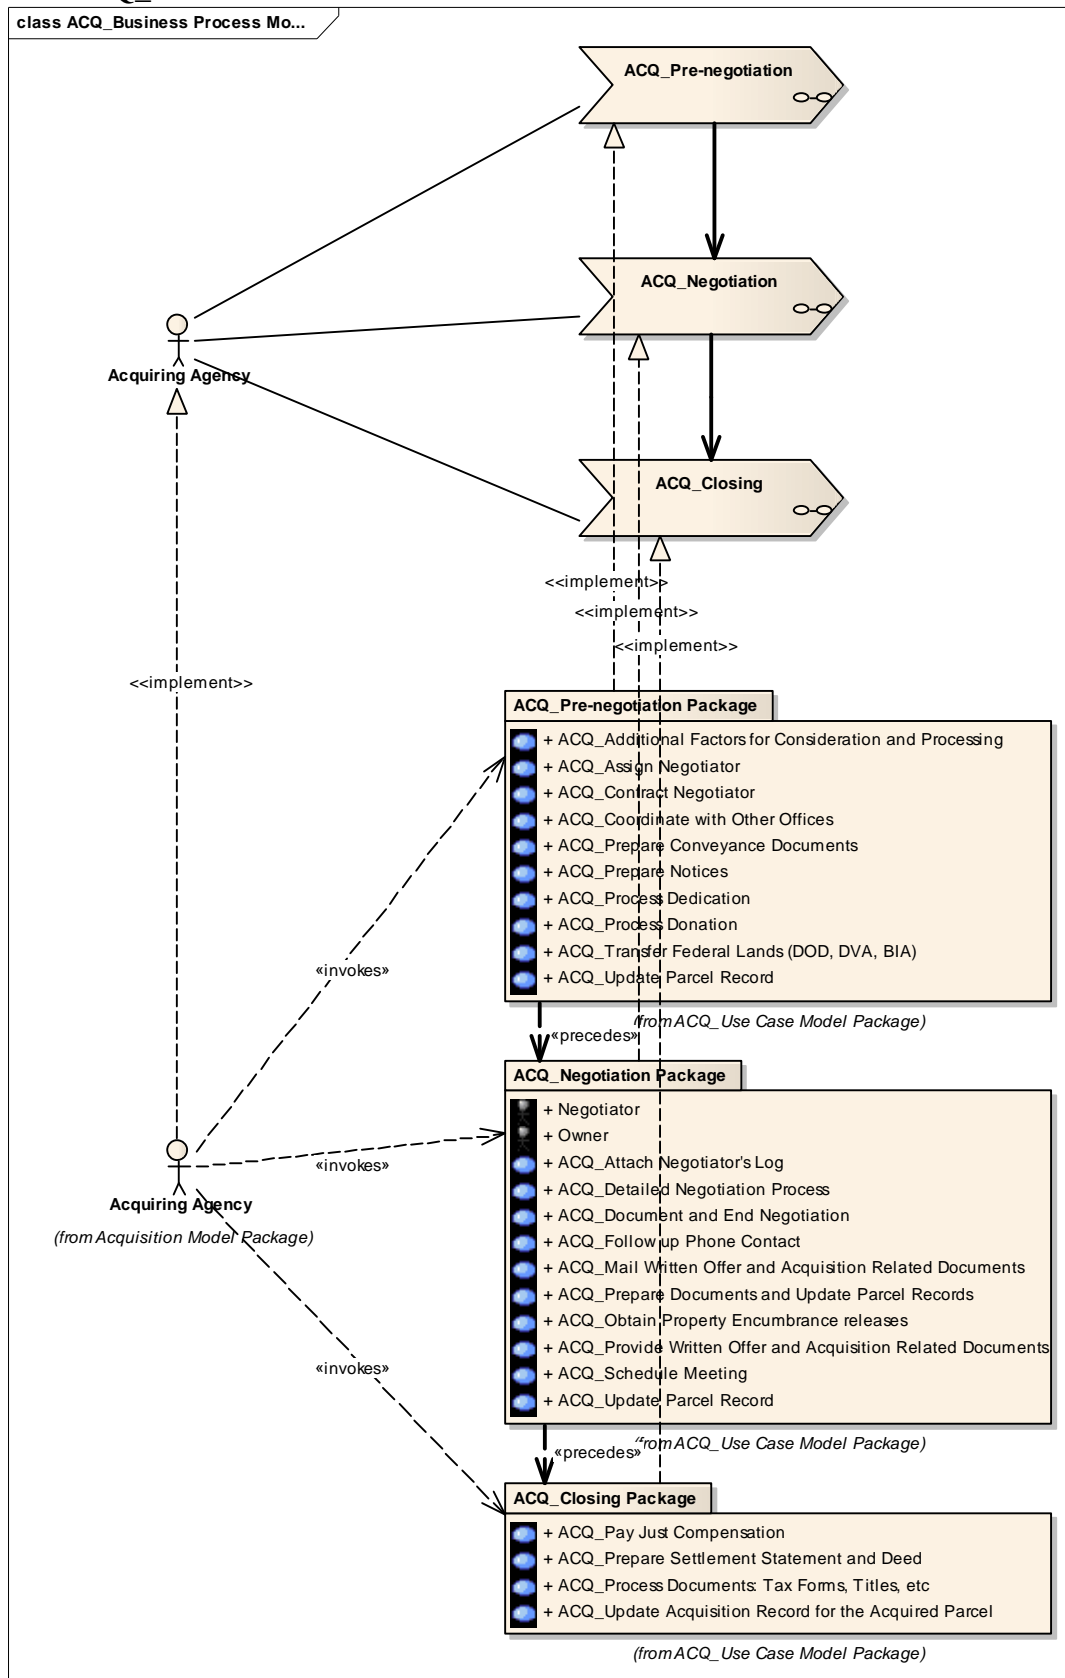 class ACQ_Business Process Mo...
ACQ_Pre-negotiation
ACQ_Negotiation
Acquiring Agency
ACQ_Closing
<<implement>>
<<implement>>
<<implement>>
<<implement>>
ACQ_Pre-negotiation Package
+ ACQ_Additional Factors for Consideration and Processing
+ ACQ_Assign Negotiator
+ ACQ_Contract Negotiator
+ ACQ_Coordinate with Other Offices
+ ACQ_Prepare Conveyance Documents
+ ACQ_Prepare Notices
+ ACQ_Process Dedication
+ ACQ_Process Donation
+ ACQ_Transfer Federal Lands (DOD, DVA, BIA)
+ ACQ_Update Parcel Record
«invokes»
(from ACQ_Use Case Model Package)
«precedes»
ACQ_Negotiation Package
+ Negotiator
+ Owner
+ ACQ_Attach Negotiator's Log
+ ACQ_Detailed Negotiation Process
+ ACQ_Document and End Negotiation
+ ACQ_Follow up Phone Contact
+ ACQ_Mail Written Offer and Acquisition Related Documents
+ ACQ_Prepare Documents and Update Parcel Records
+ ACQ_Obtain Property Encumbrance releases
+ ACQ_Provide Written Offer and Acquisition Related Documents
+ ACQ_Schedule Meeting
+ ACQ_Update Parcel Record
«invokes»
Acquiring Agency
(from Acquisition Model Package)
«invokes»
(from ACQ_Use Case Model Package)
«precedes»
ACQ_Closing Package
+ ACQ_Pay Just Compensation
+ ACQ_Prepare Settlement Statement and Deed
+ ACQ_Process Documents: Tax Forms, Titles, etc
+ ACQ_Update Acquisition Record for the Acquired Parcel
(from ACQ_Use Case Model Package)